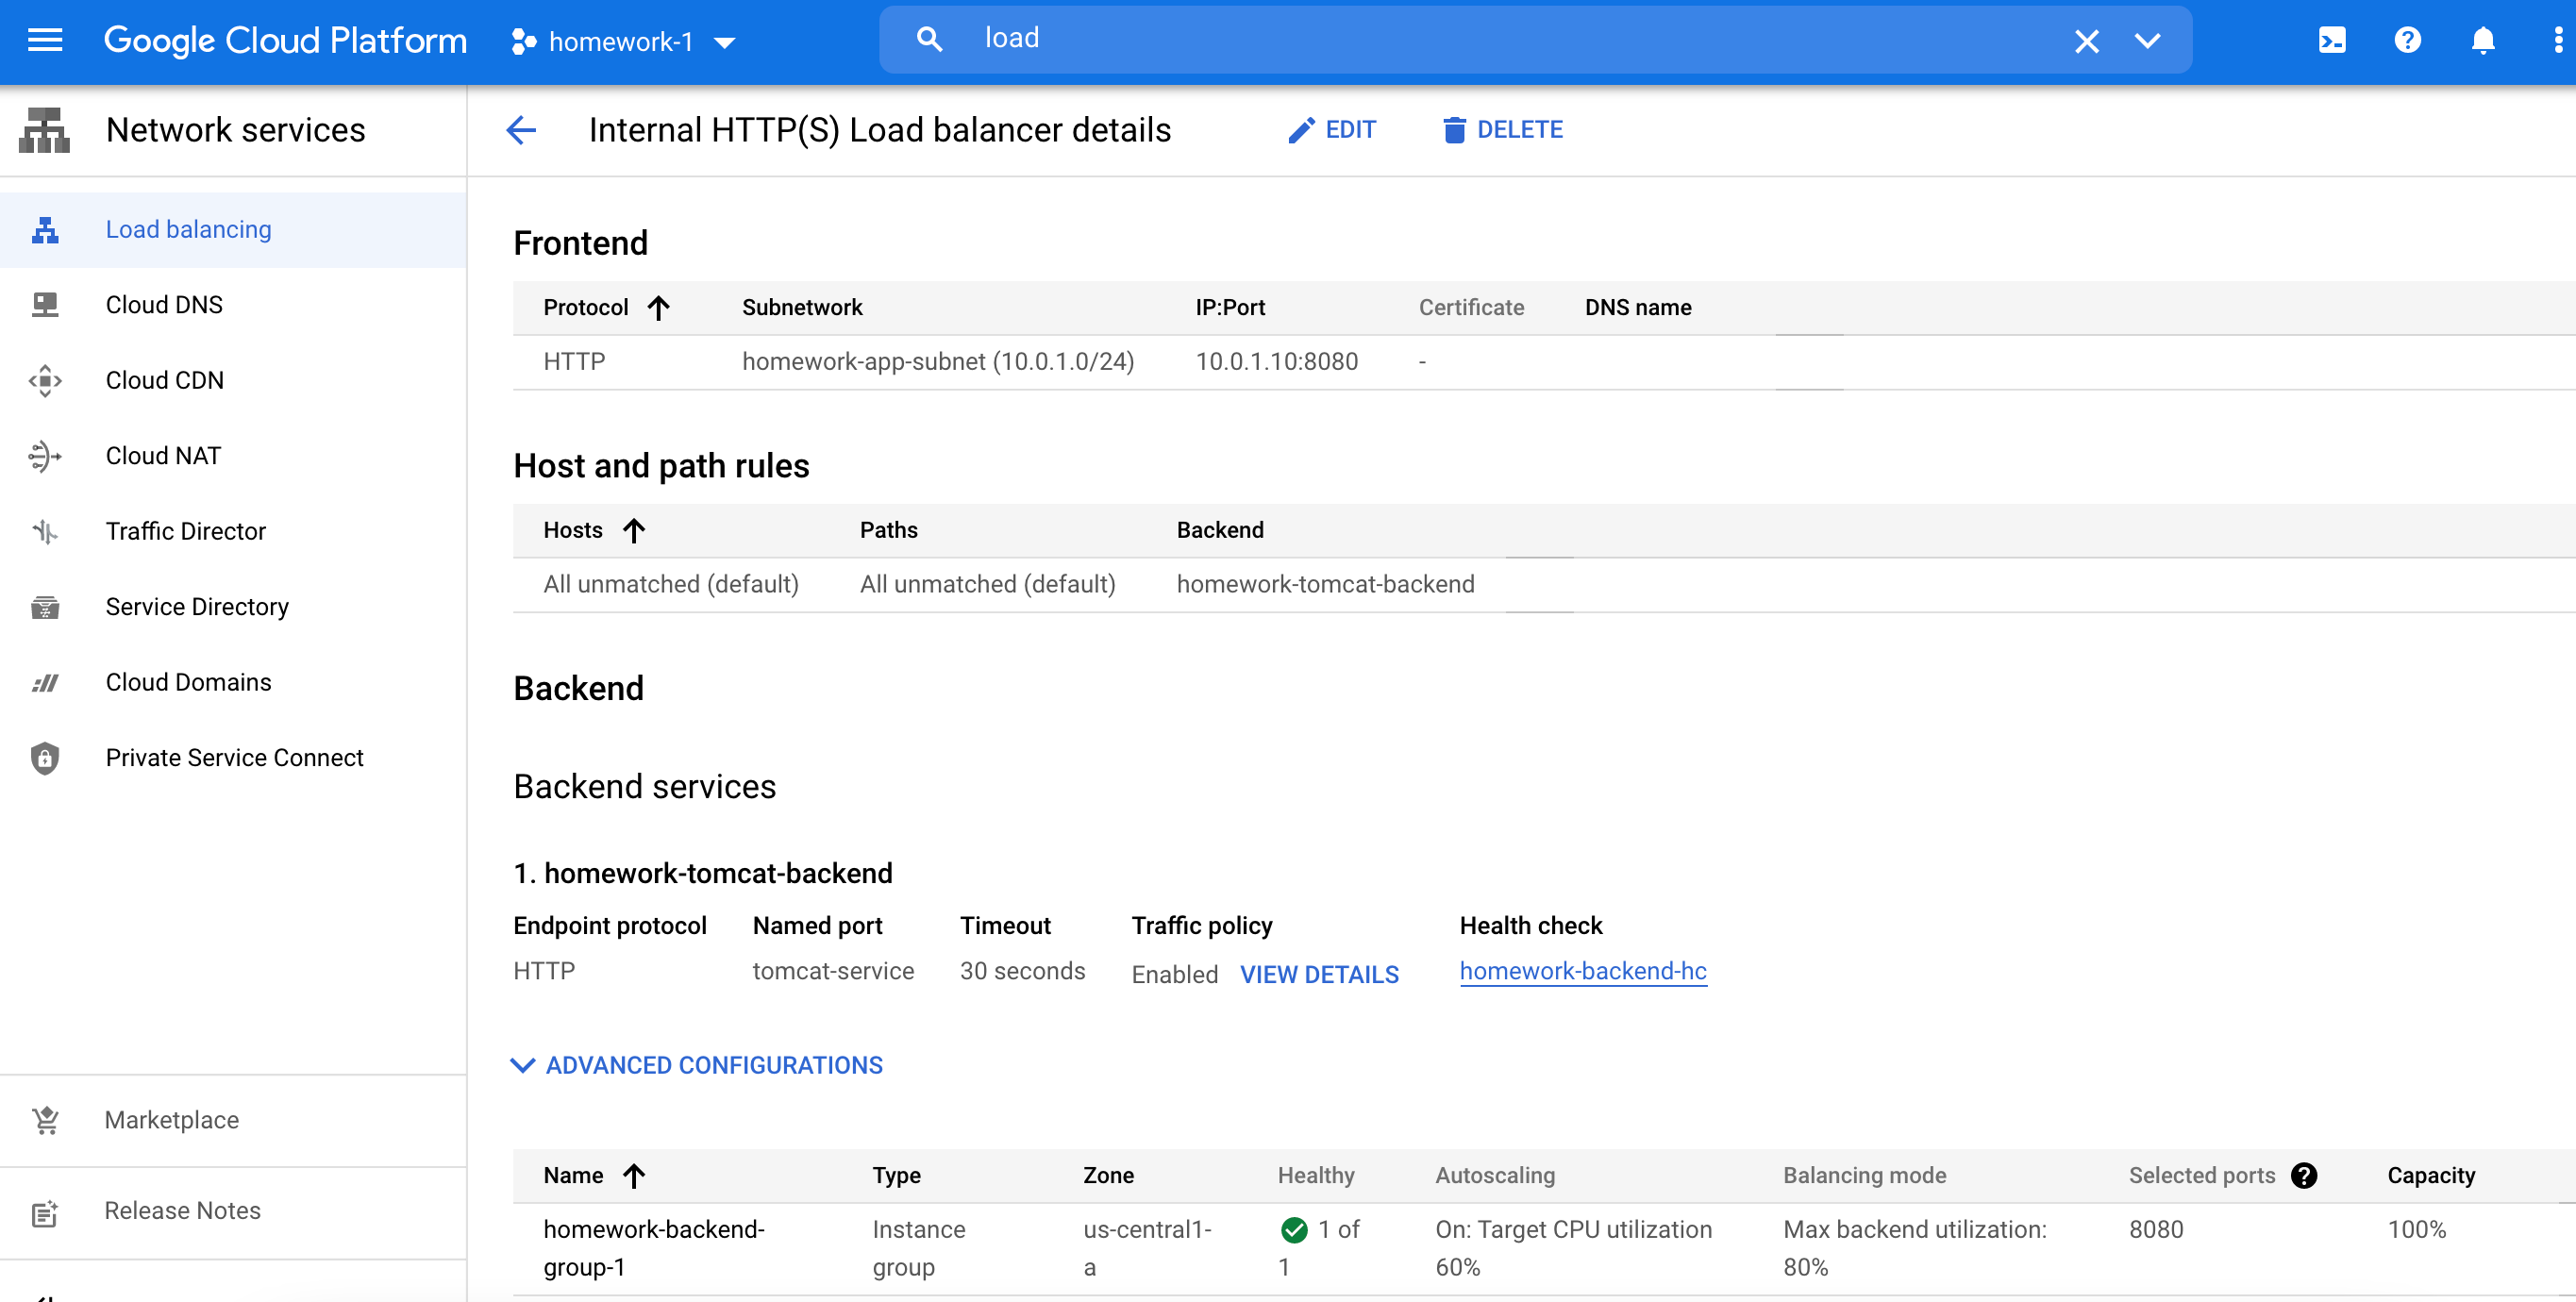 Google Cloud Platform
homework-1
load
Network services
Internal HTTP(S) Load balancer details
EDIT
DELETE
Load balancing
Cloud DNS
Cloud CDN
Cloud NAT
Traffic Director
Service Directory
Cloud Domains
Private Service Connect
Marketplace
Release Notes
Frontend
Protocol Subnetwork IP:Port Certificate DNS name
HTTP homework-app-subnet (10.0.1.0/24) 10.0.1.10:8080 -
Host and path rules
Hosts Paths Backend
All unmatched (default) All unmatched (default) homework-tomcat-backend
Backend
Backend services
1. homework-tomcat-backend
Endpoint protocol Named port Timeout Traffic policy Health check
HTTP tomcat-service 30 seconds Enabled VIEW DETAILS homework-backend-hc
ADVANCED CONFIGURATIONS
Name Type Zone Healthy Autoscaling Balancing mode Selected ports Capacity
homework-backend- Instance us-central1- 1 of On: Target CPU utilization Max backend utilization: 8080 100%
group-1 group a 1 60% 80%